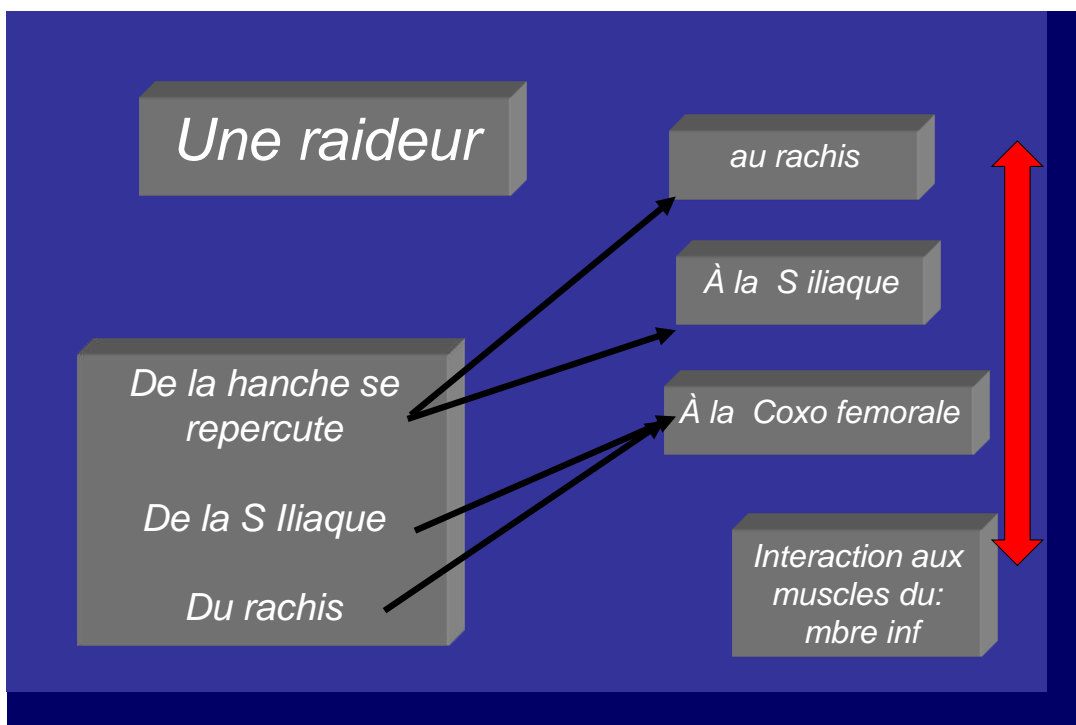 Une raideur
De la hanche se
repercute
De la S Iliaque
Du rachis
au rachis
À la S iliaque
À la Coxo femorale
Interaction aux
muscles du:
mbre inf